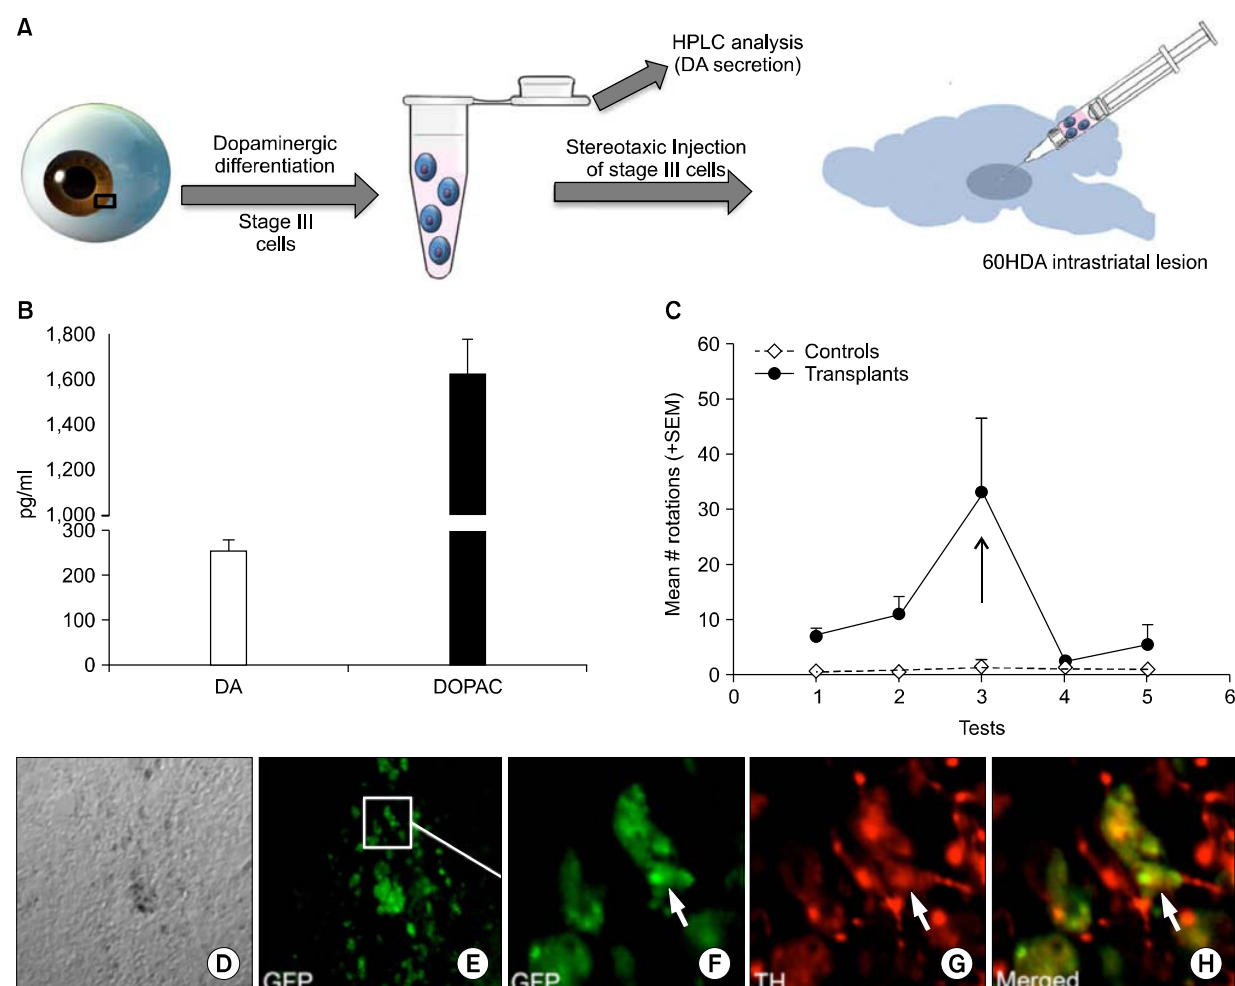 A
HPLC analysis
(DA secretion)
Dopaminergic
differentiation
Stage III
cells
Stereotaxic Injection
of stage III cells
60HDA intrastriatal lesion
B
pg/ml
1,800
1,600
1,400
1,200
1,000
300
200
100
0
DA
DOPAC
C
Mean # rotations (+SEM)
60
50
40
30
20
10
0
Controls
Transplants
0
1
2
3
4
5
6
Tests
D
GFP
E
GFP
F
TH
G
Merged
H